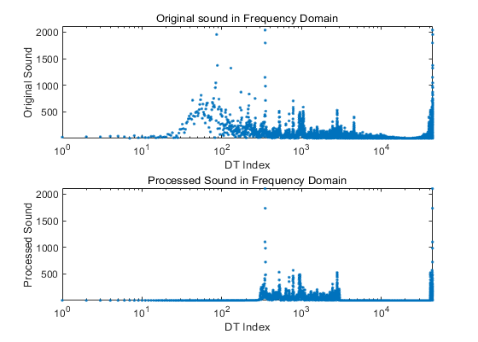 Original sound in Frequency Domain
2000
1500
1000
500
Original Sound
10^0 10^1 10^2 10^3 10^4
DT Index
Processed Sound in Frequency Domain
2000
1500
1000
500
Processed Sound
10^0 10^1 10^2 10^3 10^4
DT Index